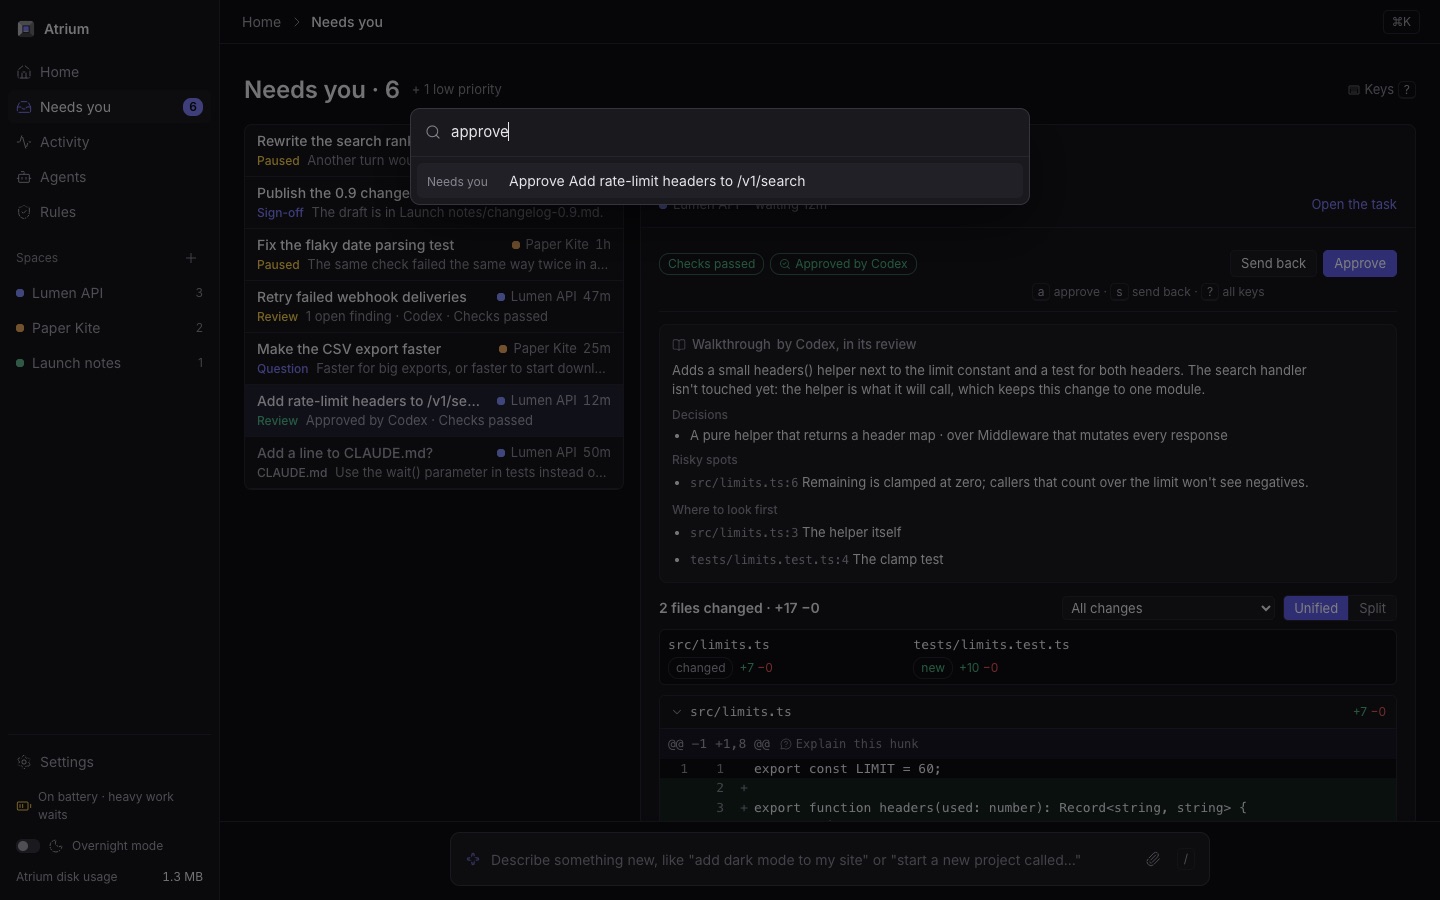 Atrium
Home
Needs you 6
Activity
Agents
Rules
Spaces
Lumen API 3
Paper Kite 2
Launch notes 1
Settings
On battery · heavy work
waits
Overnight mode
Atrium disk usage 1.3 MB
Home > Needs you
⌘K
Needs you · 6 + 1 low priority
Keys ?
approve
Needs you Approve Add rate-limit headers to /v1/search
Rewrite the search
Paused Another turn
Publish the 0.9
Sign-off The draft is in Launch notes/changelog-0.9.md.
Fix the flaky date parsing test Paper Kite 1h
Paused The same check failed the same way twice in a...
Retry failed webhook deliveries Lumen API 47m
Review 1 open finding · Codex · Checks passed
Make the CSV export faster Paper Kite 25m
Question Faster for big exports, or faster to start downl...
Add rate-limit headers to /v1/se... Lumen API 12m
Review Approved by Codex · Checks passed
Add a line to CLAUDE.md? Lumen API 50m
CLAUDE.md Use the wait() parameter in tests instead o...
Lumen API waiting 12m
Open the task
Checks passed Approved by Codex Send back Approve
a approve · s send back · ? all keys
Walkthrough by Codex, in its review
Adds a small headers() helper next to the limit constant and a test for both headers. The search handler
isn't touched yet: the helper is what it will call, which keeps this change to one module.
Decisions
• A pure helper that returns a header map · over Middleware that mutates every response
Risky spots
• src/limits.ts:6 Remaining is clamped at zero; callers that count over the limit won't see negatives.
Where to look first
• src/limits.ts:3 The helper itself
• tests/limits.test.ts:4 The clamp test
2 files changed · +17 −0 All changes Unified Split
src/limits.ts tests/limits.test.ts
changed +7 −0 new +10 −0
src/limits.ts +7 −0
@@ −1 +1,8 @@ Explain this hunk
1 1 export const LIMIT = 60;
2 +
3 + export function headers(used: number): Record<string, string> {
Describe something new, like "add dark mode to my site" or "start a new project called..." /